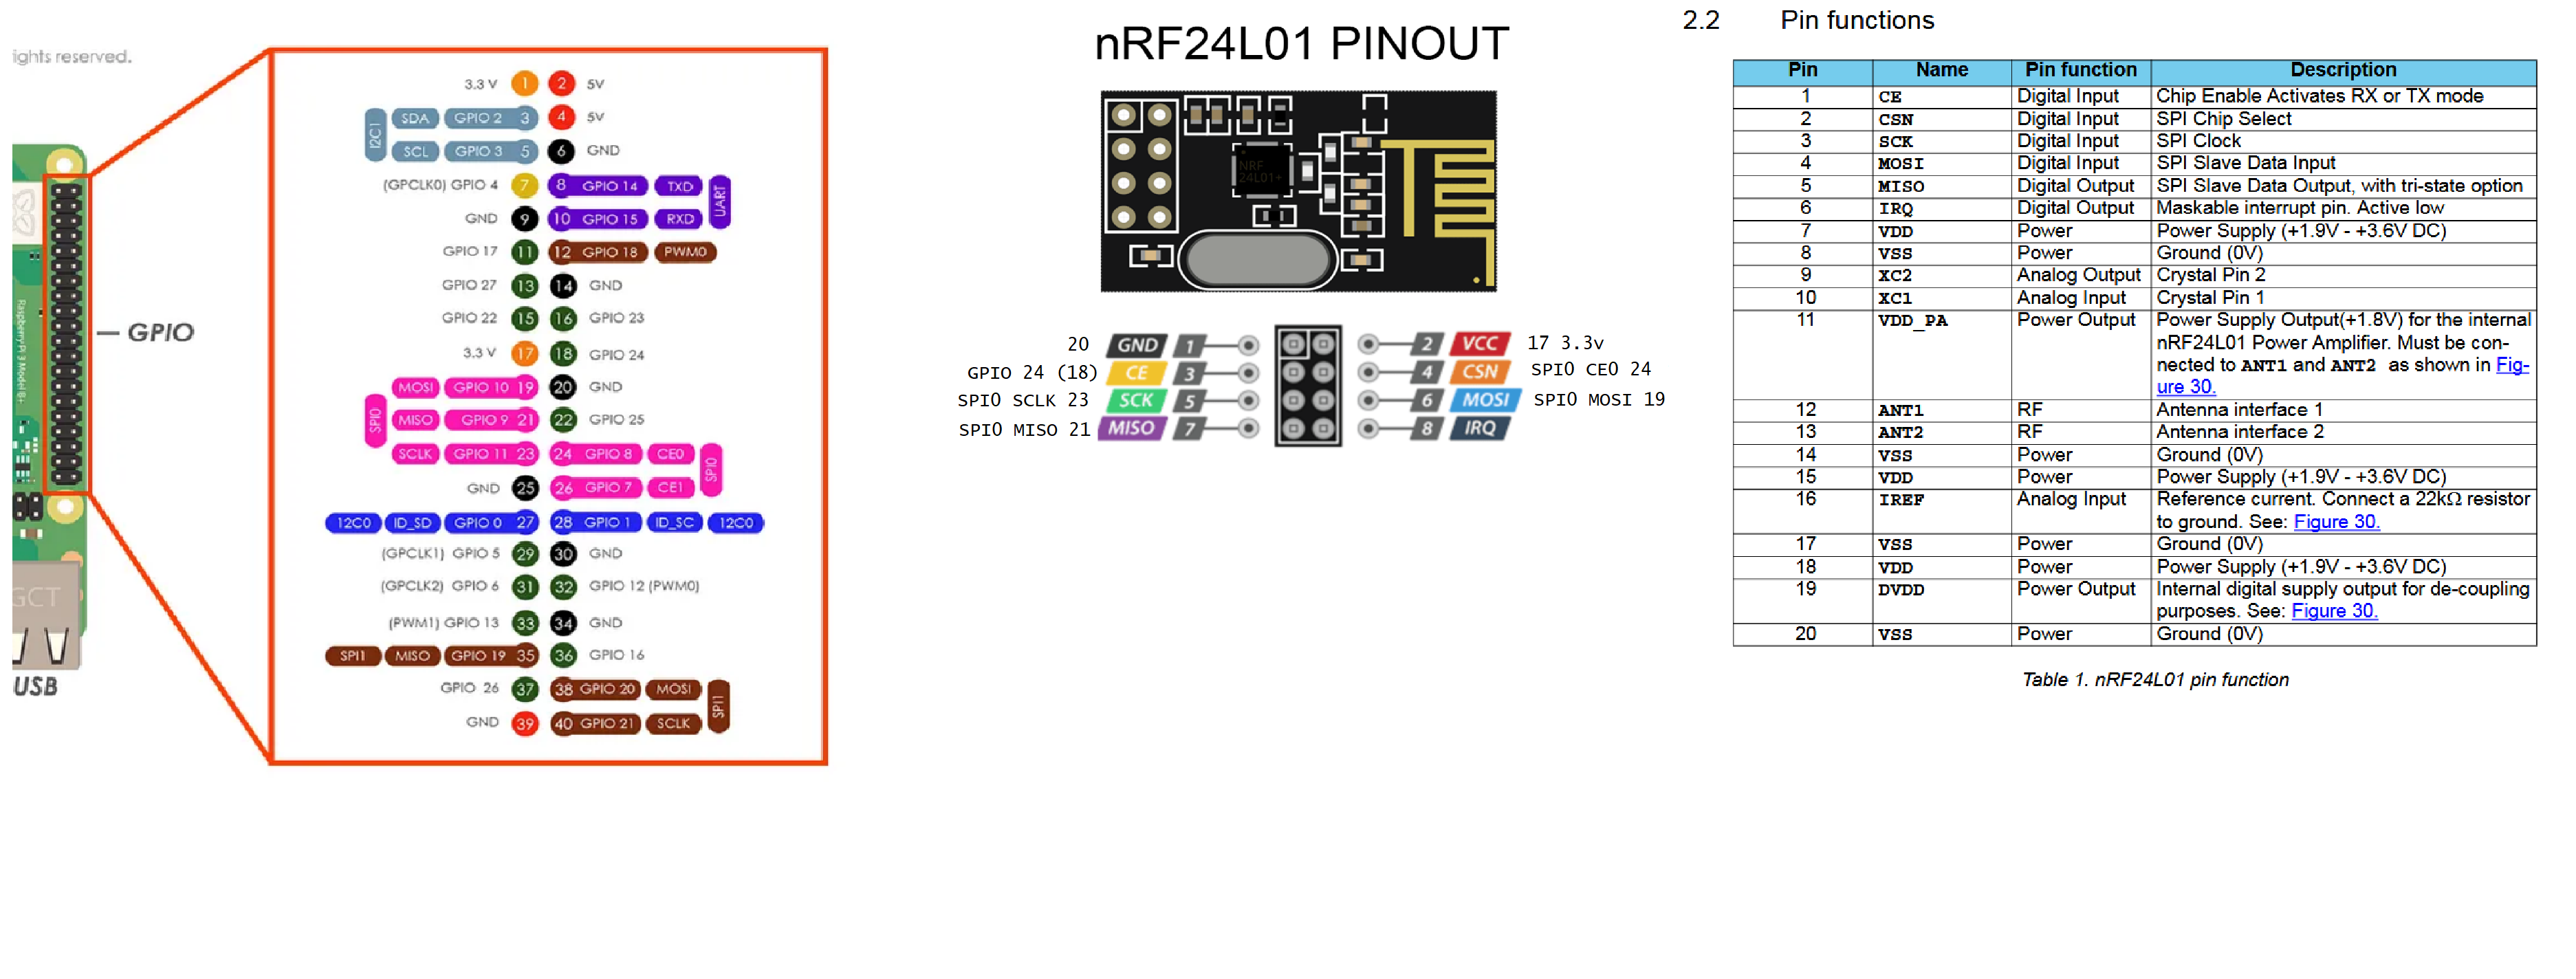 ights reserved.
GPIO
Raspberry Pi 3 Model B+
GCT
USB
3.3 V 1 2 5V
I2C1 SDA GPIO 2 3 4 5V
SCL GPIO 3 5 6 GND
(GPCLK0) GPIO 4 7 8 GPIO 14 TXD UART
GND 9 10 GPIO 15 RXD
GPIO 17 11 12 GPIO 18 PWM0
GPIO 27 13 14 GND
GPIO 22 15 16 GPIO 23
3.3 V 17 18 GPIO 24
SPI0 MOSI GPIO 10 19 20 GND
MISO GPIO 9 21 22 GPIO 25
SCLK GPIO 11 23 24 GPIO 8 CE0 SPI0
GND 25 26 GPIO 7 CE1
12C0 ID_SD GPIO 0 27 28 GPIO 1 ID_SC 12C0
(GPCLK1) GPIO 5 29 30 GND
(GPCLK2) GPIO 6 31 32 GPIO 12 (PWM0)
(PWM1) GPIO 13 33 34 GND
SPI1 MISO GPIO 19 35 36 GPIO 16
GPIO 26 37 38 GPIO 20 MOSI SPI1
GND 39 40 GPIO 21 SCLK
nRF24L01 PINOUT
NRF
24L01+
20 GND 1 2 VCC 17 3.3v
GPIO 24 (18) CE 3 4 CSN SPI0 CE0 24
SPI0 SCLK 23 SCK 5 6 MOSI SPI0 MOSI 19
SPI0 MISO 21 MISO 7 8 IRQ
2.2 Pin functions
Pin Name Pin function Description
1 CE Digital Input Chip Enable Activates RX or TX mode
2 CSN Digital Input SPI Chip Select
3 SCK Digital Input SPI Clock
4 MOSI Digital Input SPI Slave Data Input
5 MISO Digital Output SPI Slave Data Output, with tri-state option
6 IRQ Digital Output Maskable interrupt pin. Active low
7 VDD Power Power Supply (+1.9V - +3.6V DC)
8 VSS Power Ground (0V)
9 XC2 Analog Output Crystal Pin 2
10 XC1 Analog Input Crystal Pin 1
11 VDD_PA Power Output Power Supply Output(+1.8V) for the internal
nRF24L01 Power Amplifier. Must be con-
nected to ANT1 and ANT2 as shown in Fig-
ure 30.
12 ANT1 RF Antenna interface 1
13 ANT2 RF Antenna interface 2
14 VSS Power Ground (0V)
15 VDD Power Power Supply (+1.9V - +3.6V DC)
16 IREF Analog Input Reference current. Connect a 22kΩ resistor
to ground. See: Figure 30.
17 VSS Power Ground (0V)
18 VDD Power Power Supply (+1.9V - +3.6V DC)
19 DVDD Power Output Internal digital supply output for de-coupling
purposes. See: Figure 30.
20 VSS Power Ground (0V)
Table 1. nRF24L01 pin function